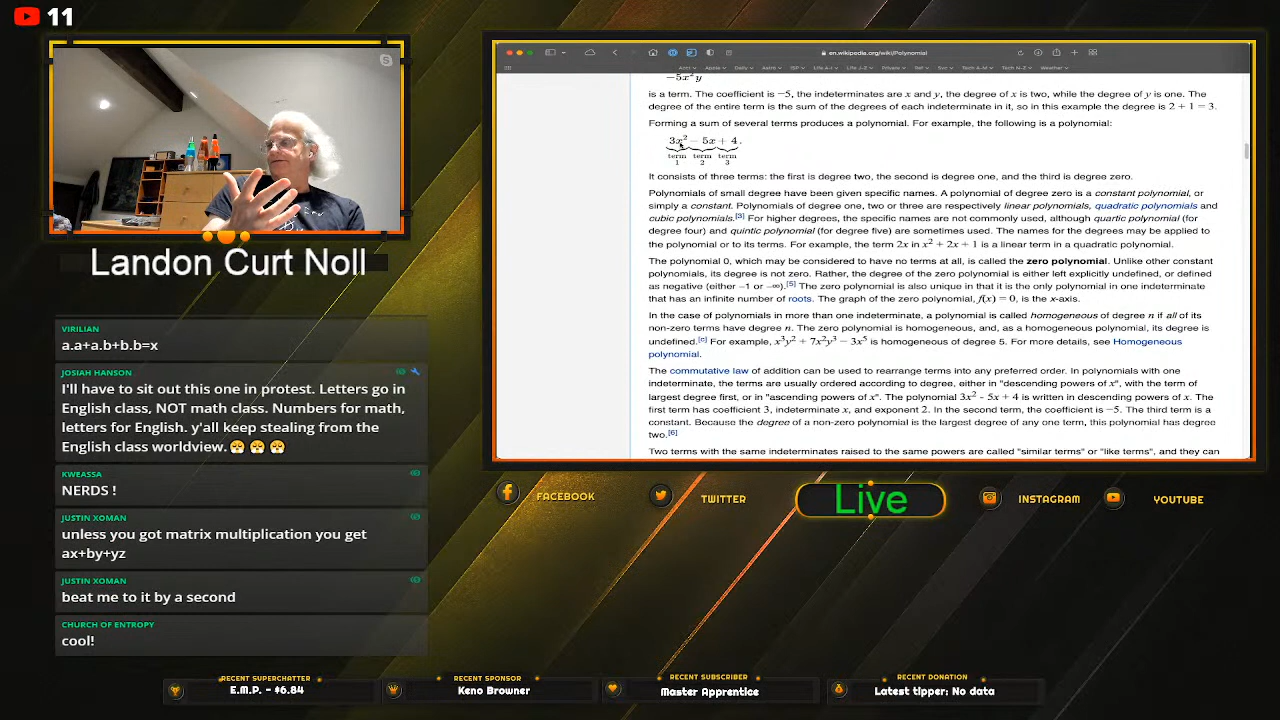 11
en.wikipedia.org/wiki/Polynomial
−5x²y
is a term. The coefficient is −5, the indeterminates are x and y, the degree of x is two, while the degree of y is one. The
degree of the entire term is the sum of the degrees of each indeterminate in it, so in this example the degree is 2 + 1 = 3.
Forming a sum of several terms produces a polynomial. For example, the following is a polynomial:
3x² − 5x + 4.
term term term
1 2 3
It consists of three terms: the first is degree two, the second is degree one, and the third is degree zero.
Polynomials of small degree have been given specific names. A polynomial of degree zero is a constant polynomial, or
simply a constant. Polynomials of degree one, two or three are respectively linear polynomials, quadratic polynomials and
cubic polynomials.[3] For higher degrees, the specific names are not commonly used, although quartic polynomial (for
degree four) and quintic polynomial (for degree five) are sometimes used. The names for the degrees may be applied to
the polynomial or to its terms. For example, the term 2x in x² + 2x + 1 is a linear term in a quadratic polynomial.
The polynomial 0, which may be considered to have no terms at all, is called the zero polynomial. Unlike other constant
polynomials, its degree is not zero. Rather, the degree of the zero polynomial is either left explicitly undefined, or defined
as negative (either −1 or −∞).[5] The zero polynomial is also unique in that it is the only polynomial in one indeterminate
that has an infinite number of roots. The graph of the zero polynomial, f(x) = 0, is the x-axis.
In the case of polynomials in more than one indeterminate, a polynomial is called homogeneous of degree n if all of its
non-zero terms have degree n. The zero polynomial is homogeneous, and, as a homogeneous polynomial, its degree is
undefined.[c] For example, x³y² + 7x²y³ − 3x⁵ is homogeneous of degree 5. For more details, see Homogeneous
polynomial.
The commutative law of addition can be used to rearrange terms into any preferred order. In polynomials with one
indeterminate, the terms are usually ordered according to degree, either in "descending powers of x", with the term of
largest degree first, or in "ascending powers of x". The polynomial 3x² - 5x + 4 is written in descending powers of x. The
first term has coefficient 3, indeterminate x, and exponent 2. In the second term, the coefficient is −5. The third term is a
constant. Because the degree of a non-zero polynomial is the largest degree of any one term, this polynomial has degree
two.[6]
Two terms with the same indeterminates raised to the same powers are called "similar terms" or "like terms", and they can
Landon Curt Noll
VIRILIAN
a.a+a.b+b.b=x
JOSIAH HANSON
I'll have to sit out this one in protest. Letters go in
English class, NOT math class. Numbers for math,
letters for English. y'all keep stealing from the
English class worldview. 😤 😤 😤
KWEASSA
NERDS !
JUSTIN XOMAN
unless you got matrix multiplication you get
ax+by+yz
JUSTIN XOMAN
beat me to it by a second
CHURCH OF ENTROPY
cool!
FACEBOOK
TWITTER
Live
INSTAGRAM
YOUTUBE
RECENT SUPERCHATTER
E.M.P. - $6.84
RECENT SPONSOR
Keno Browner
RECENT SUBSCRIBER
Master Apprentice
RECENT DONATION
Latest tipper: No data